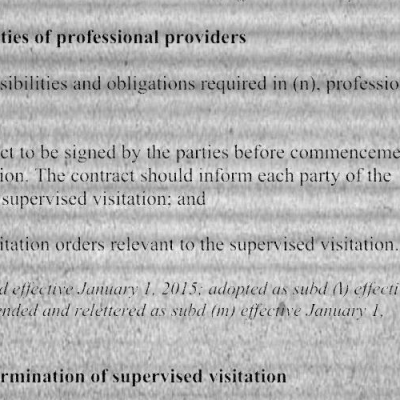 ties of professional providers
sibilities and obligations required in (n), professio
ct to be signed by the parties before commenceme
ion. The contract should inform each party of the
supervised visitation; and
itation orders relevant to the supervised visitation.
d effective January 1, 2015; adopted as subd (l) effecti
ended and relettered as subd (m) effective January 1,
rmination of supervised visitation